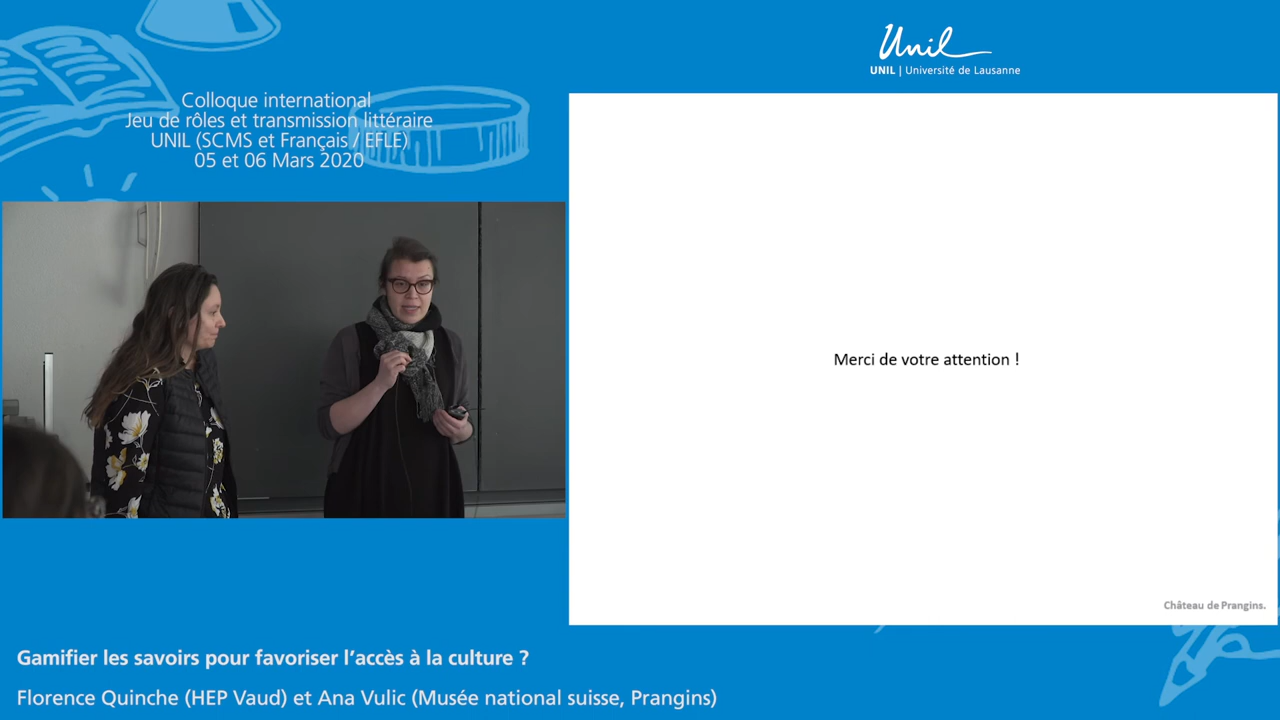 Unil
UNIL | Université de Lausanne
Colloque international
Jeu de rôles et transmission littéraire
UNIL (SCMS et Français / EFLE)
05 et 06 Mars 2020
Merci de votre attention !
Château de Prangins.
Gamifier les savoirs pour favoriser l'accès à la culture ?
Florence Quinche (HEP Vaud) et Ana Vulic (Musée national suisse, Prangins)